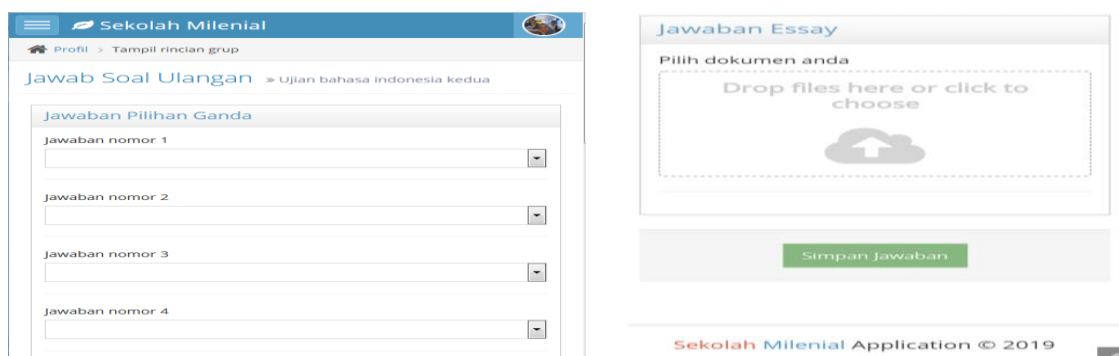 Sekolah Milenial
Profil > Tampil rincian grup
Jawab Soal Ulangan » Ujian bahasa indonesia kedua
Jawaban Pilihan Ganda
Jawaban nomor 1
Jawaban nomor 2
Jawaban nomor 3
Jawaban nomor 4
Jawaban Essay
Pilih dokumen anda
Drop files here or click to
choose
Simpan Jawaban
Sekolah Milenial Application © 2019